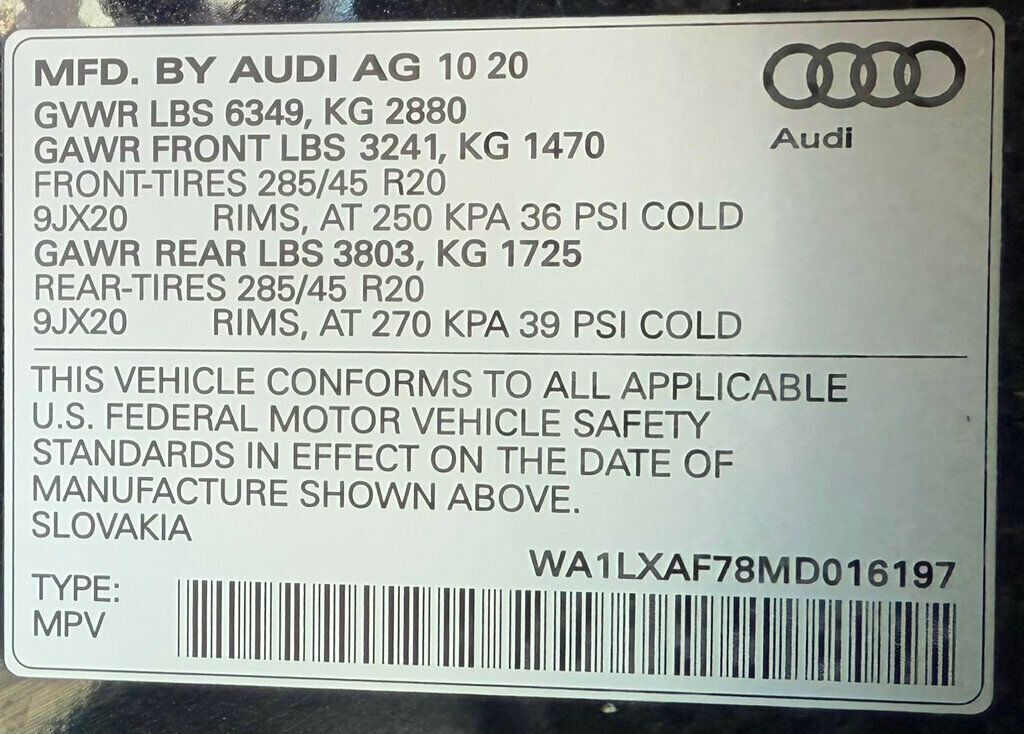 MFD. BY AUDI AG 10 20
GVWR LBS 6349, KG 2880
GAWR FRONT LBS 3241, KG 1470
FRONT-TIRES 285/45 R20
9JX20 RIMS, AT 250 KPA 36 PSI COLD
GAWR REAR LBS 3803, KG 1725
REAR-TIRES 285/45 R20
9JX20 RIMS, AT 270 KPA 39 PSI COLD
Audi
THIS VEHICLE CONFORMS TO ALL APPLICABLE
U.S. FEDERAL MOTOR VEHICLE SAFETY
STANDARDS IN EFFECT ON THE DATE OF
MANUFACTURE SHOWN ABOVE.
SLOVAKIA
WA1LXAF78MD016197
TYPE:
MPV